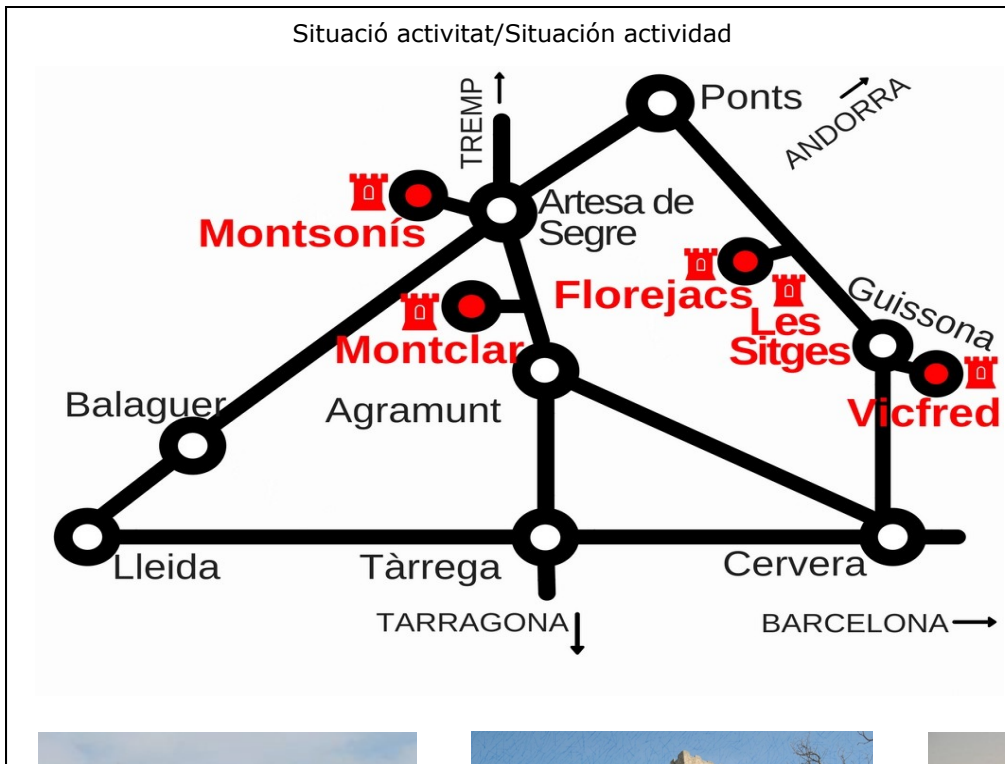 Situació activitat/Situación actividad
TREMP
Ponts
ANDORRA
Artesa de
Segre
Montsonís
Florejacs
Les
Sitges
Guissona
Montclar
Vicfred
Balaguer
Agramunt
Lleida
Tàrrega
Cervera
TARRAGONA
BARCELONA